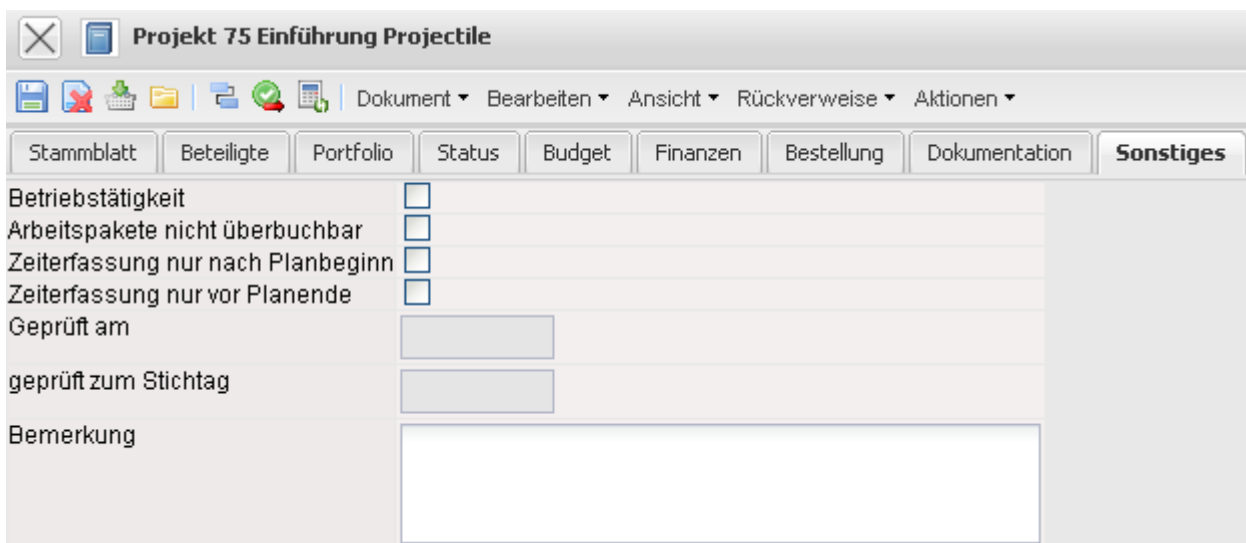 Projekt 75 Einführung Projectile
Dokument Bearbeiten Ansicht Rückverweise Aktionen
Stammblatt Beteiligte Portfolio Status Budget Finanzen Bestellung Dokumentation Sonstiges
Betriebstätigkeit
Arbeitspakete nicht überbuchbar
Zeiterfassung nur nach Planbeginn
Zeiterfassung nur vor Planende
Geprüft am
geprüft zum Stichtag
Bemerkung